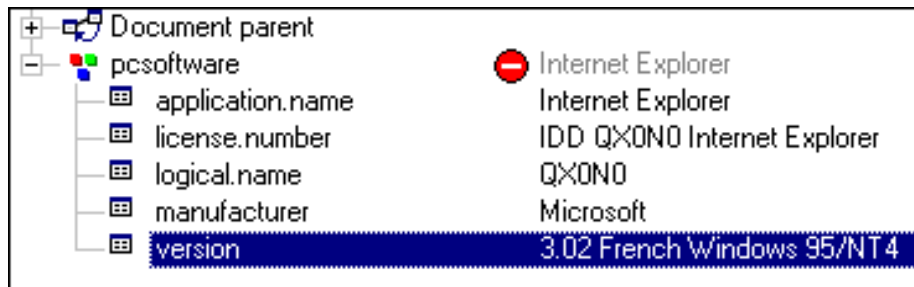 Document parent
pcsoftware Internet Explorer
application.name Internet Explorer
license.number IDD QX0N0 Internet Explorer
logical.name QX0N0
manufacturer Microsoft
version 3.02 French Windows 95/NT4